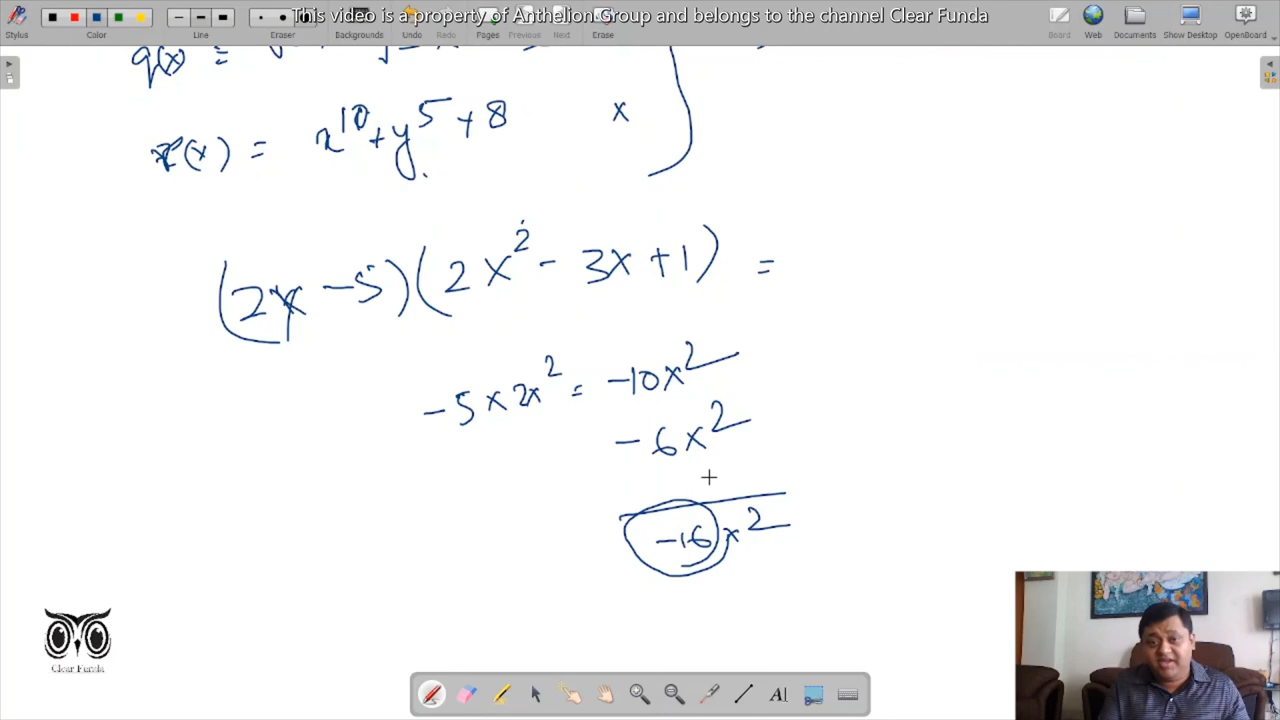 This video is a property of Anthelion Group and belongs to the channel Clear Funda
Stylus Color Line Eraser Backgrounds Undo Redo Pages Previous Next Erase Board Web Documents Show Desktop OpenBoard
q(x) =
r(x) = x^10 + y^5 + 8 x
(2x - 5)(2x^2 - 3x + 1) =
-5 x 2x^2 = -10x^2
-6x^2
-16x^2
Clear Funda